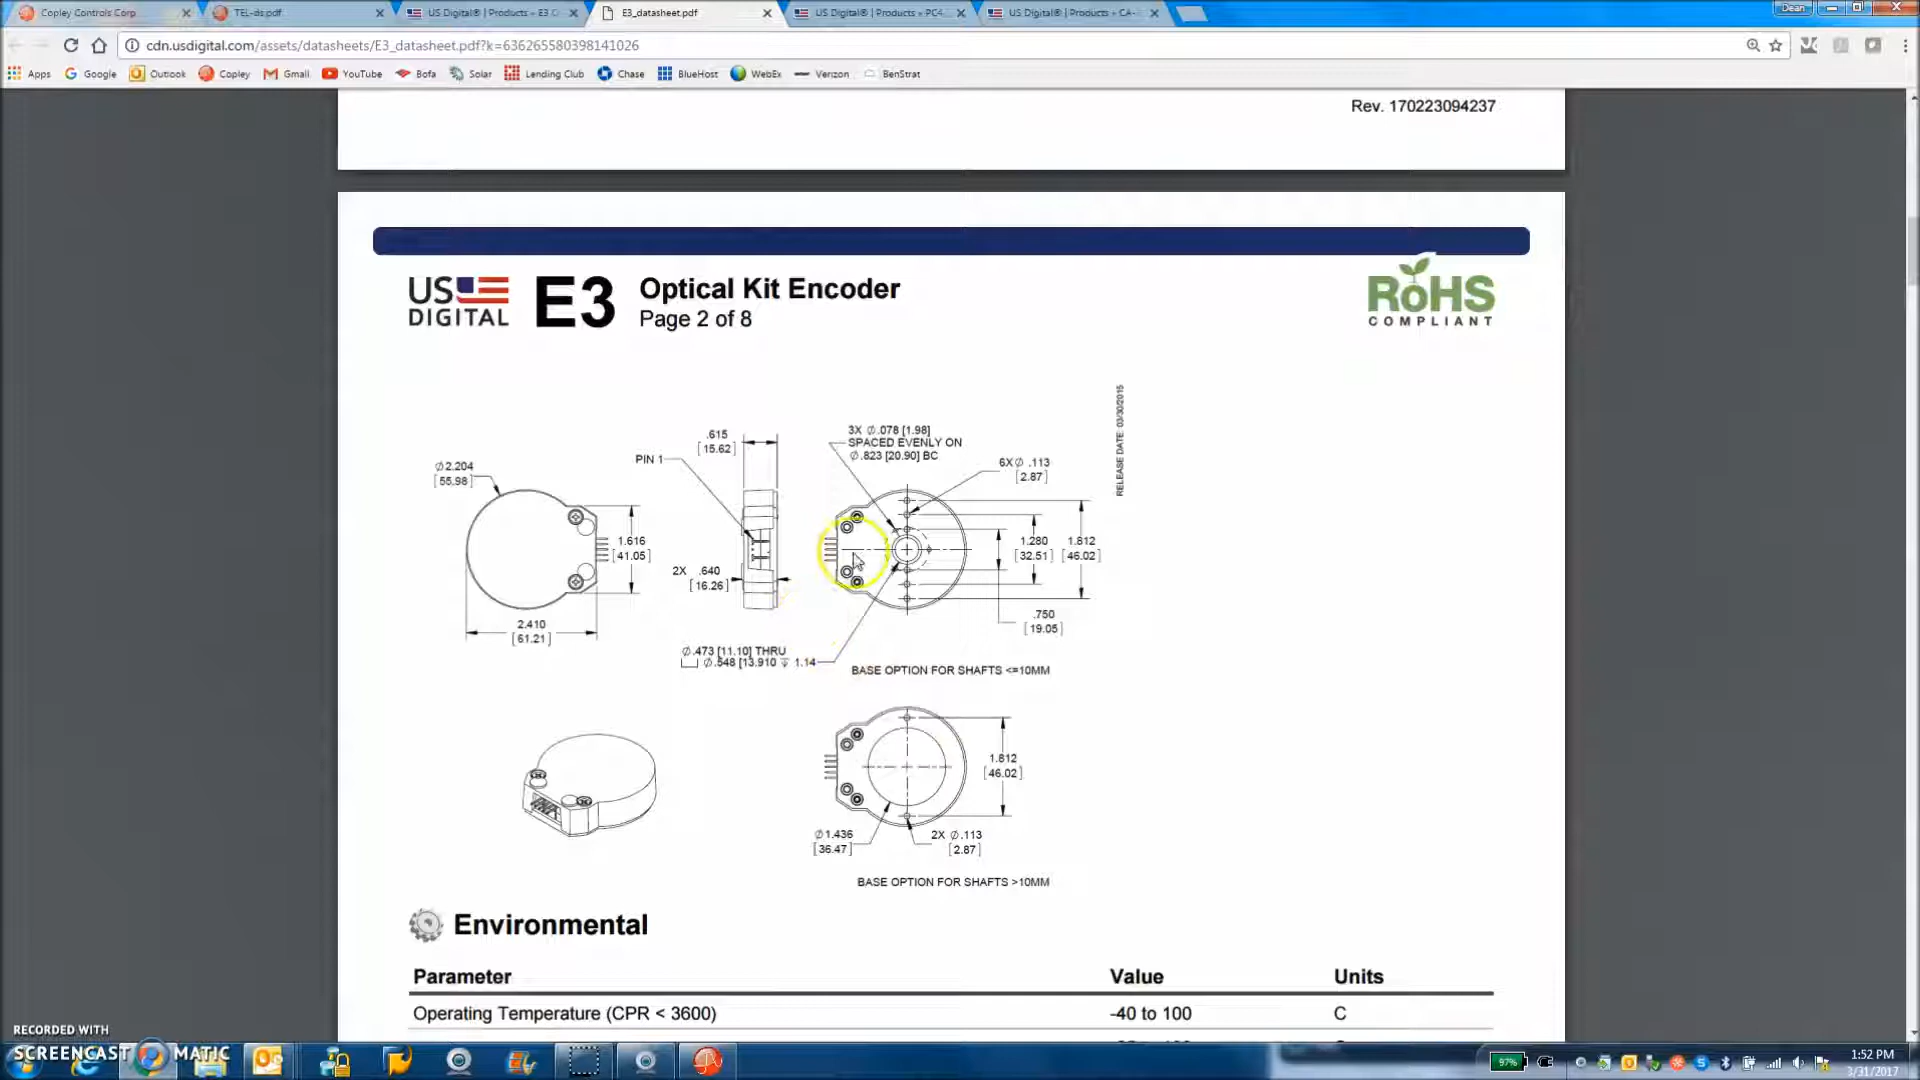 Copley Controls Corp
TEL-ds.pdf
US Digital® | Products » E3 O
E3_datasheet.pdf
US Digital® | Products » PC4
US Digital® | Products » CA-
Dean
cdn.usdigital.com/assets/datasheets/E3_datasheet.pdf?k=636265580398141026
Apps
Google
Outlook
Copley
Gmail
YouTube
Bofa
Solar
Lending Club
Chase
BlueHost
WebEx
Verizon
BenStrat
Rev. 170223094237
US
DIGITAL
E3
Optical Kit Encoder
Page 2 of 8
RoHS
COMPLIANT
RELEASE DATE: 03/30/2015
Ø2.204
[55.98]
1.616
[41.05]
2.410
[61.21]
PIN 1
.615
[15.62]
2X .640
[16.26]
3X Ø.078 [1.98]
SPACED EVENLY ON
Ø.823 [20.90] BC
6XØ .113
[2.87]
1.280
[32.51]
1.812
[46.02]
.750
[19.05]
Ø.473 [11.10] THRU
⌴ Ø.548 [13.910 ↧ 1.14
BASE OPTION FOR SHAFTS <=10MM
1.812
[46.02]
Ø1.436
[36.47]
2X Ø.113
[2.87]
BASE OPTION FOR SHAFTS >10MM
Environmental
Parameter Value Units
Operating Temperature (CPR < 3600) -40 to 100 C
RECORDED WITH
SCREENCAST MATIC
97%
1:52 PM
3/31/2017